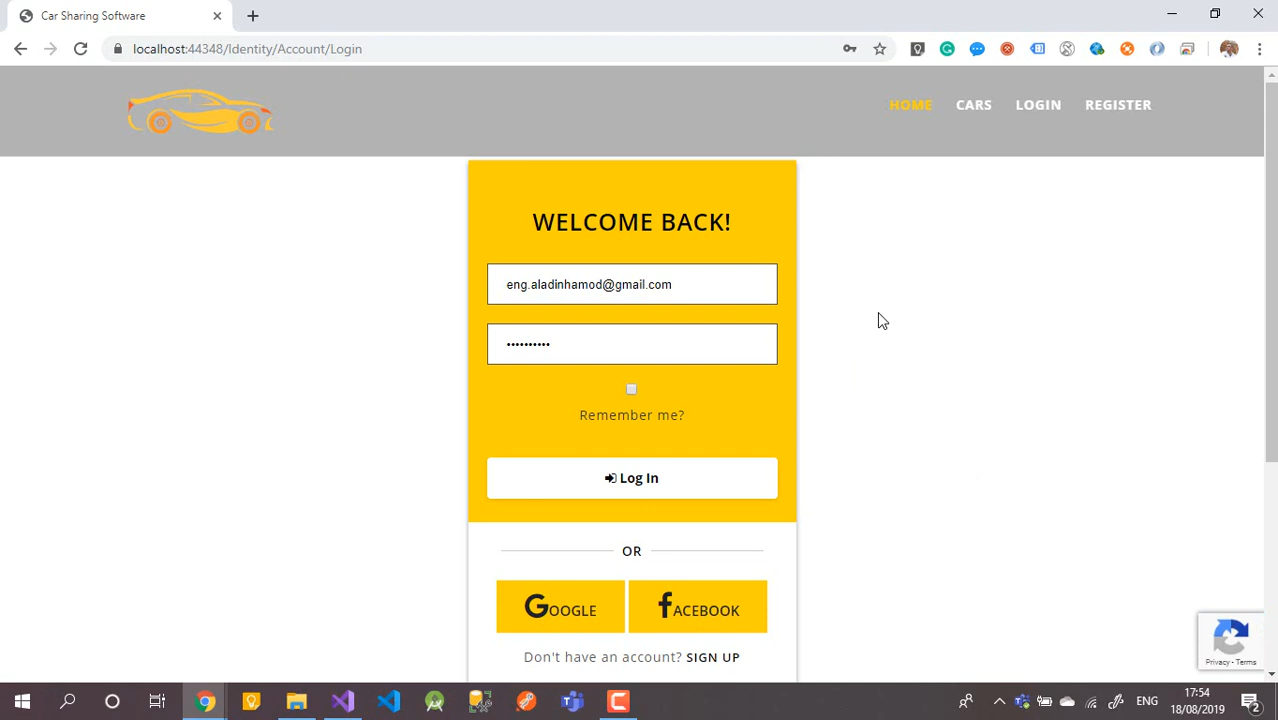 Car Sharing Software
localhost:44348/Identity/Account/Login
HOME CARS LOGIN REGISTER
WELCOME BACK!
eng.aladinhamod@gmail.com
••••••••••
Remember me?
Log In
OR
GOOGLE FACEBOOK
Don't have an account? SIGN UP
Privacy - Terms
ENG
17:54
18/08/2019
2